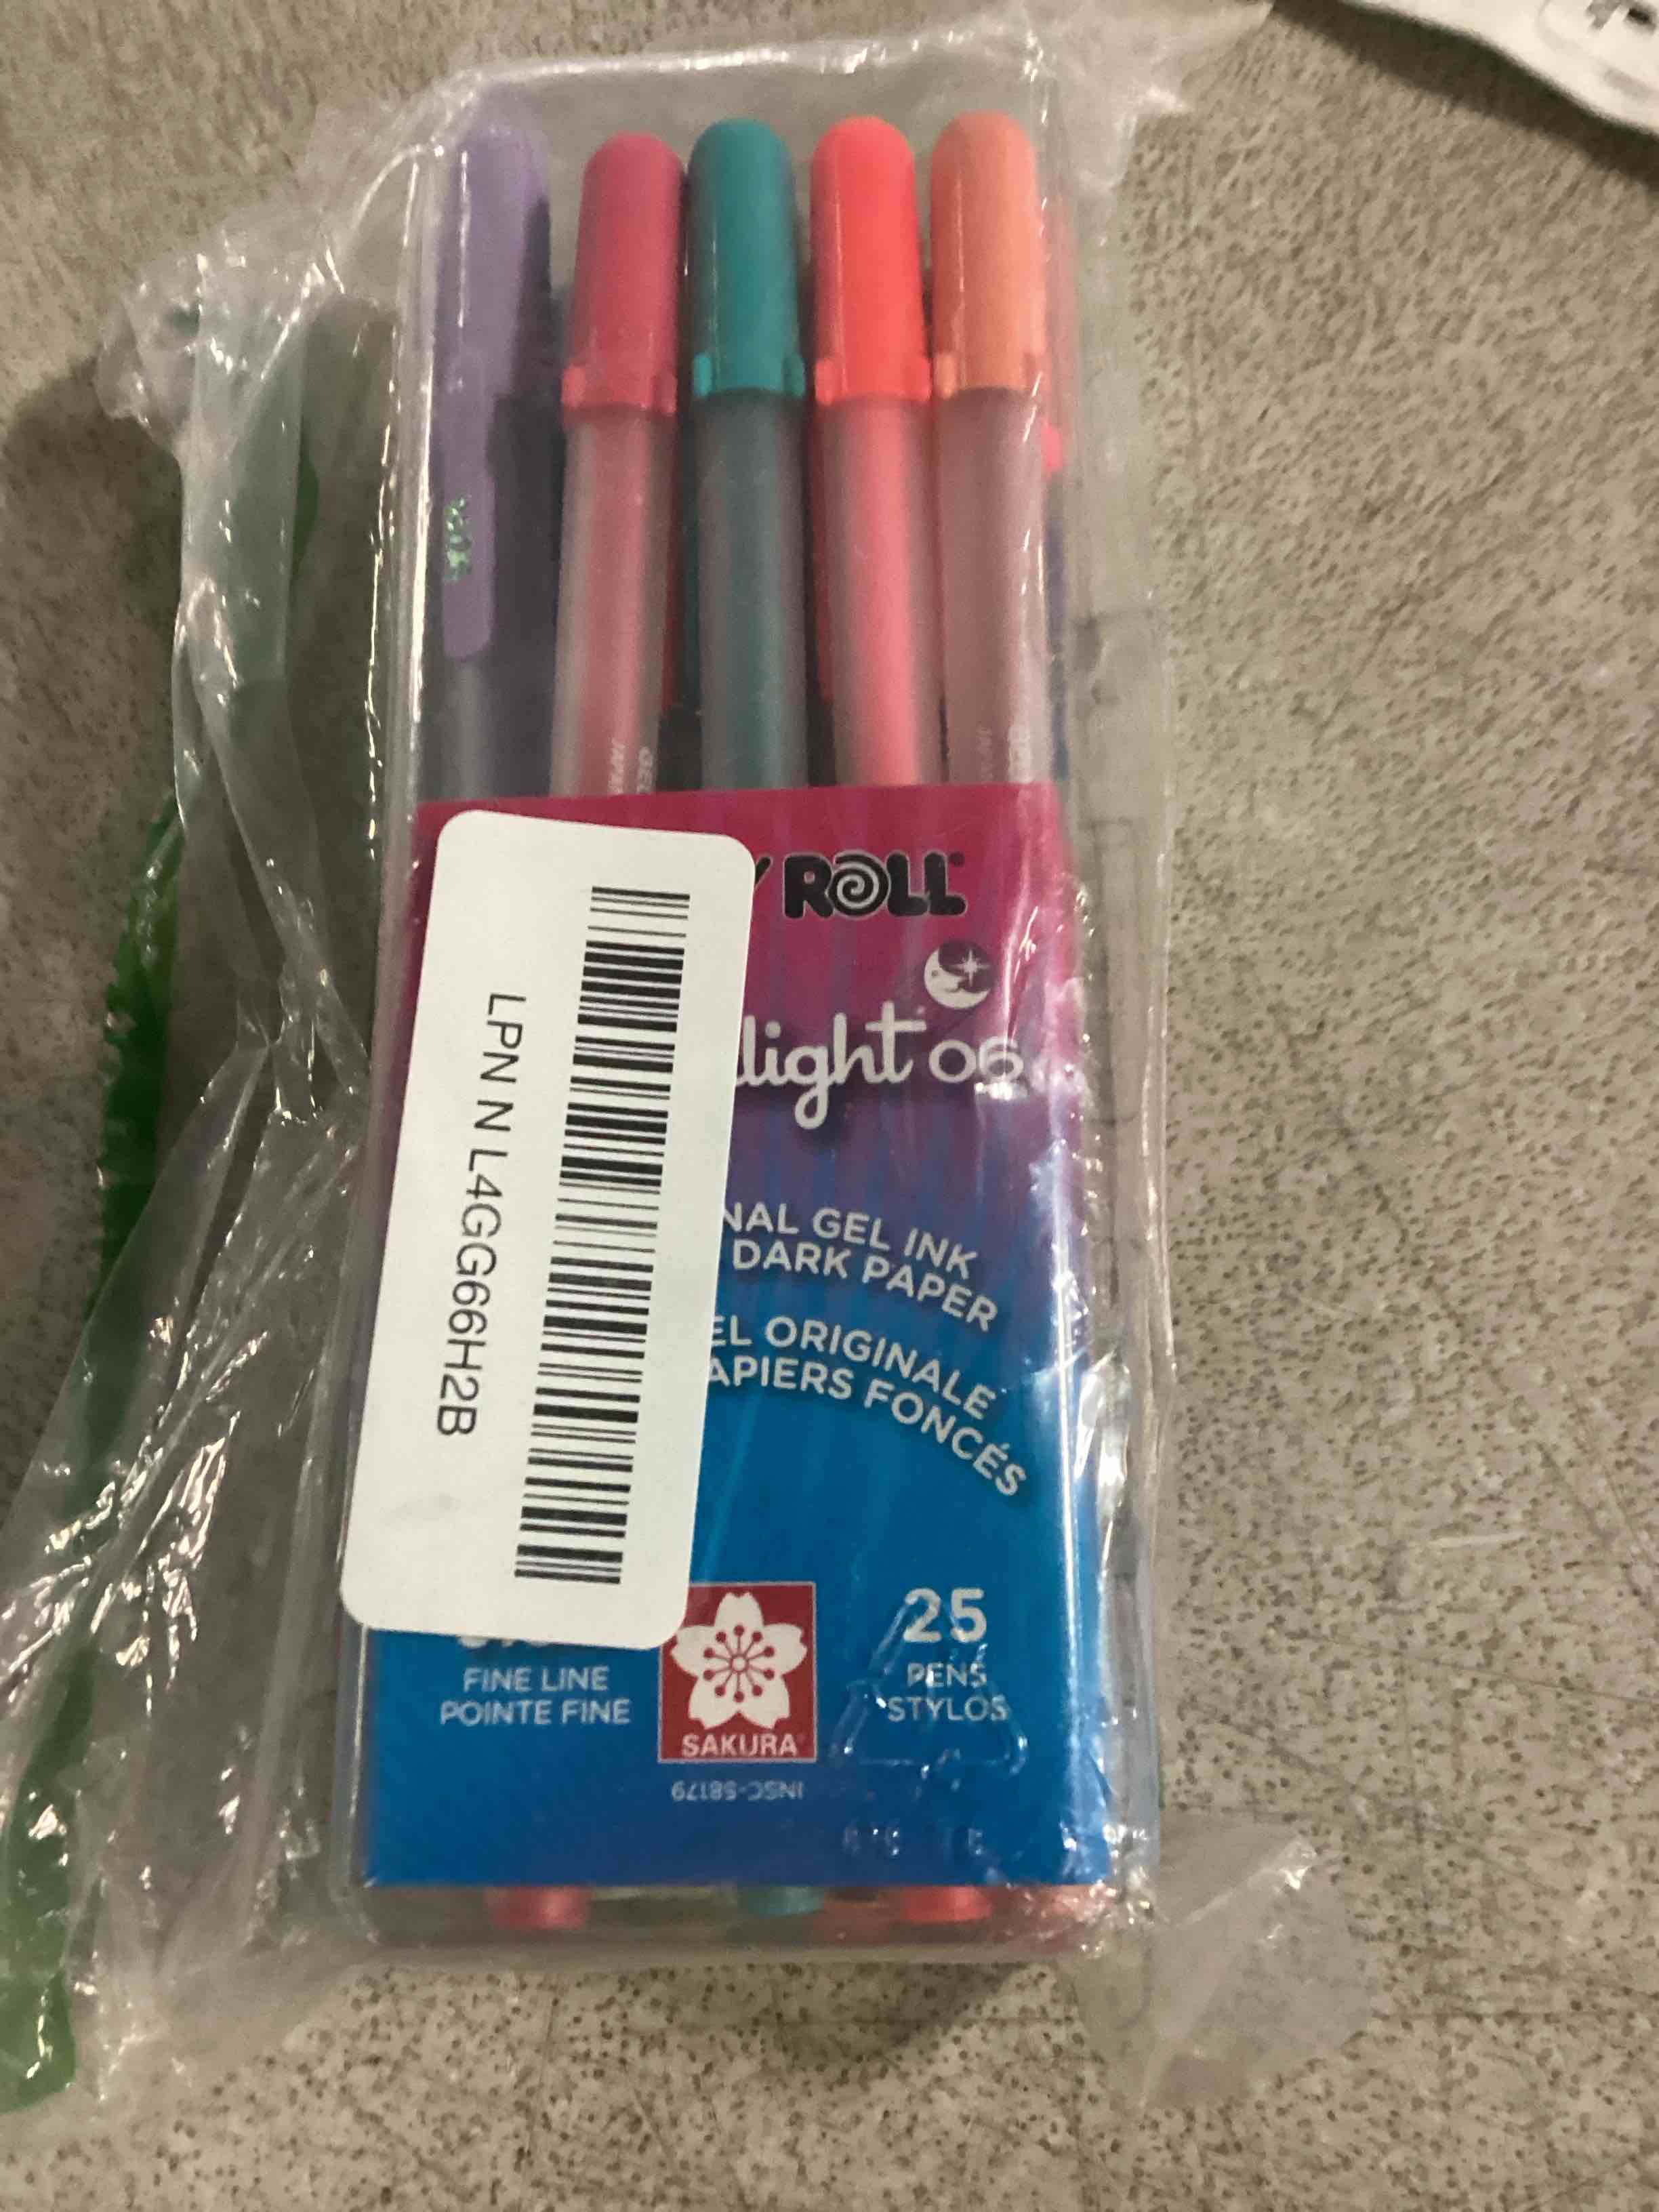 ROLL
light 06
NAL GEL INK
DARK PAPER
EL ORIGINALE
APIERS FONCÉS
LPN N L4GG66H2B
25
FINE LINE
PENS
POINTE FINE
STYLOS
SAKURA
INSC-58179